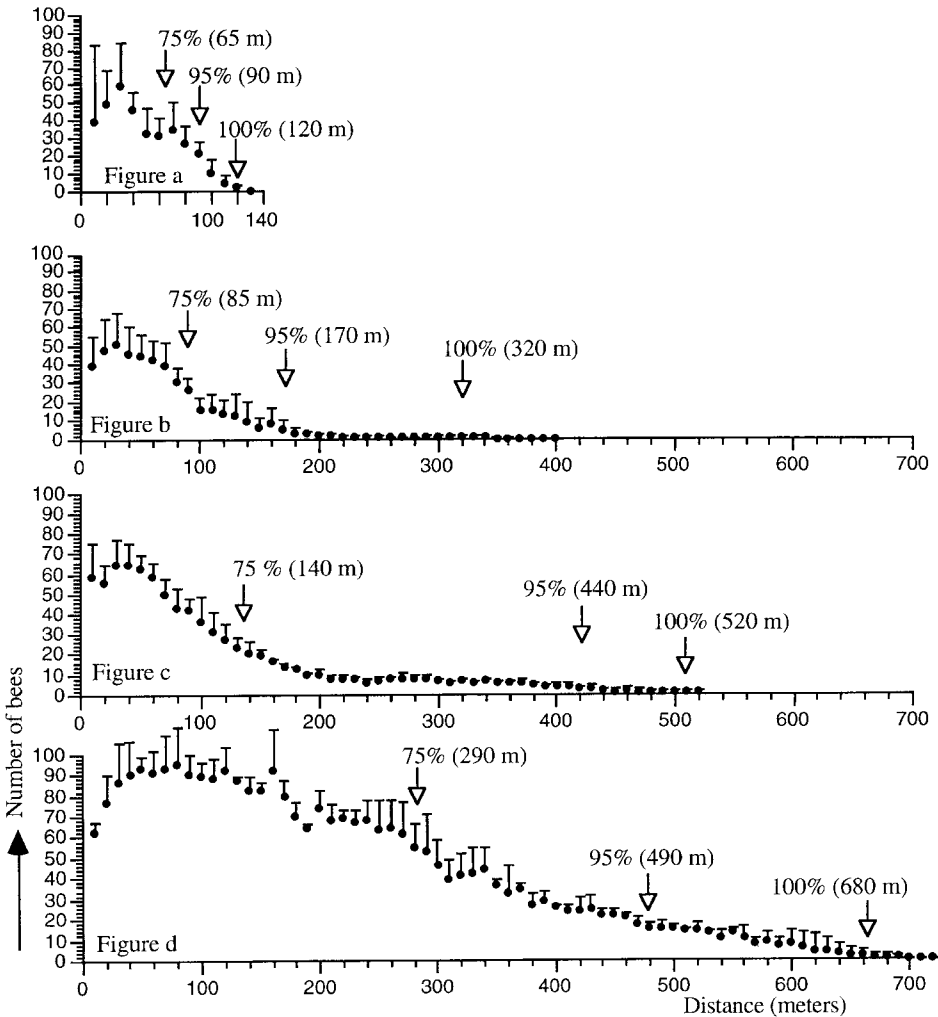 100
90
80
70
60
50
40
30
20
10
0
75% (65 m)
95% (90 m)
100% (120 m)
Figure a
0 100 140
100
90
80
70
60
50
40
30
20
10
0
75% (85 m)
95% (170 m)
100% (320 m)
Figure b
0 100 200 300 400 500 600 700
100
90
80
70
60
50
40
30
20
10
0
75 % (140 m)
95% (440 m)
100% (520 m)
Figure c
0 100 200 300 400 500 600 700
Number of bees
100
90
80
70
60
50
40
30
20
10
0
75% (290 m)
95% (490 m)
100% (680 m)
Figure d
0 100 200 300 400 500 600 700
Distance (meters)